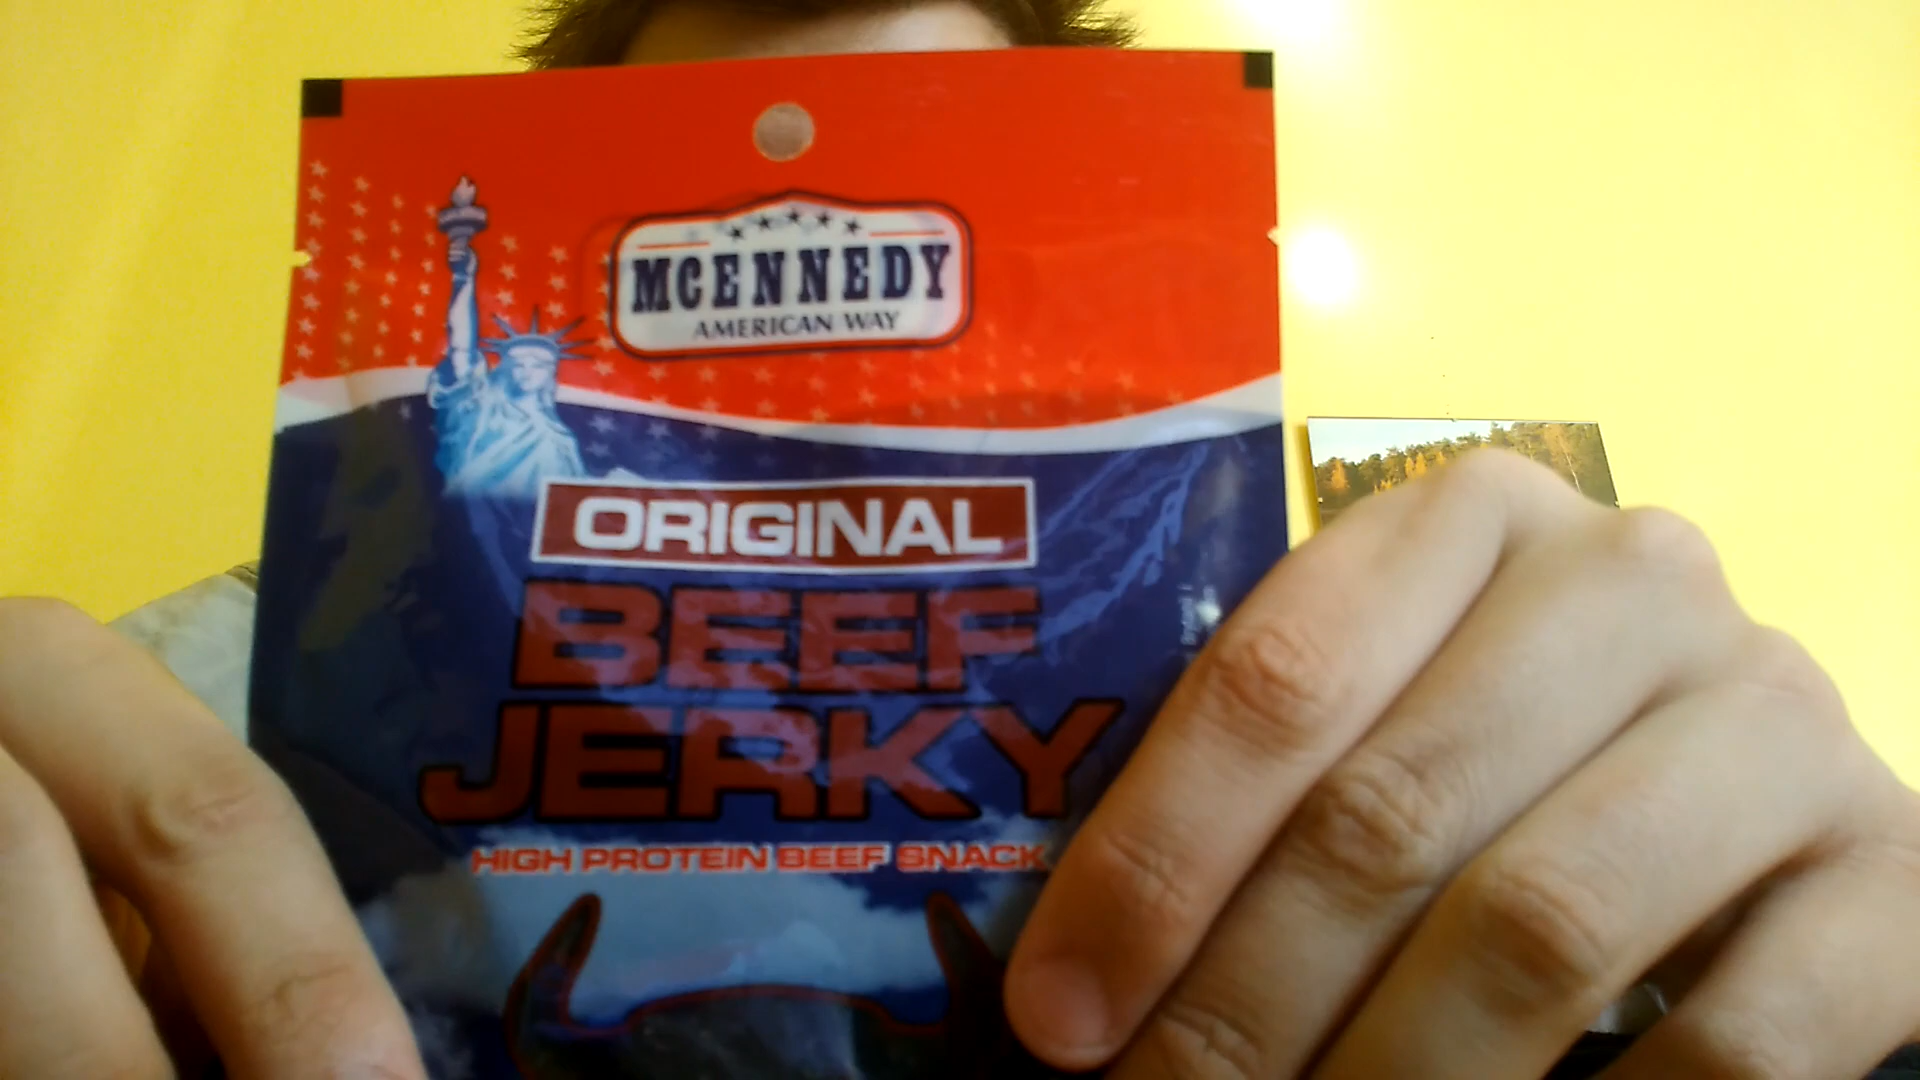 MCENNEDY
AMERICAN WAY
ORIGINAL
BEEF
JERKY
HIGH PROTEIN BEEF SNACK